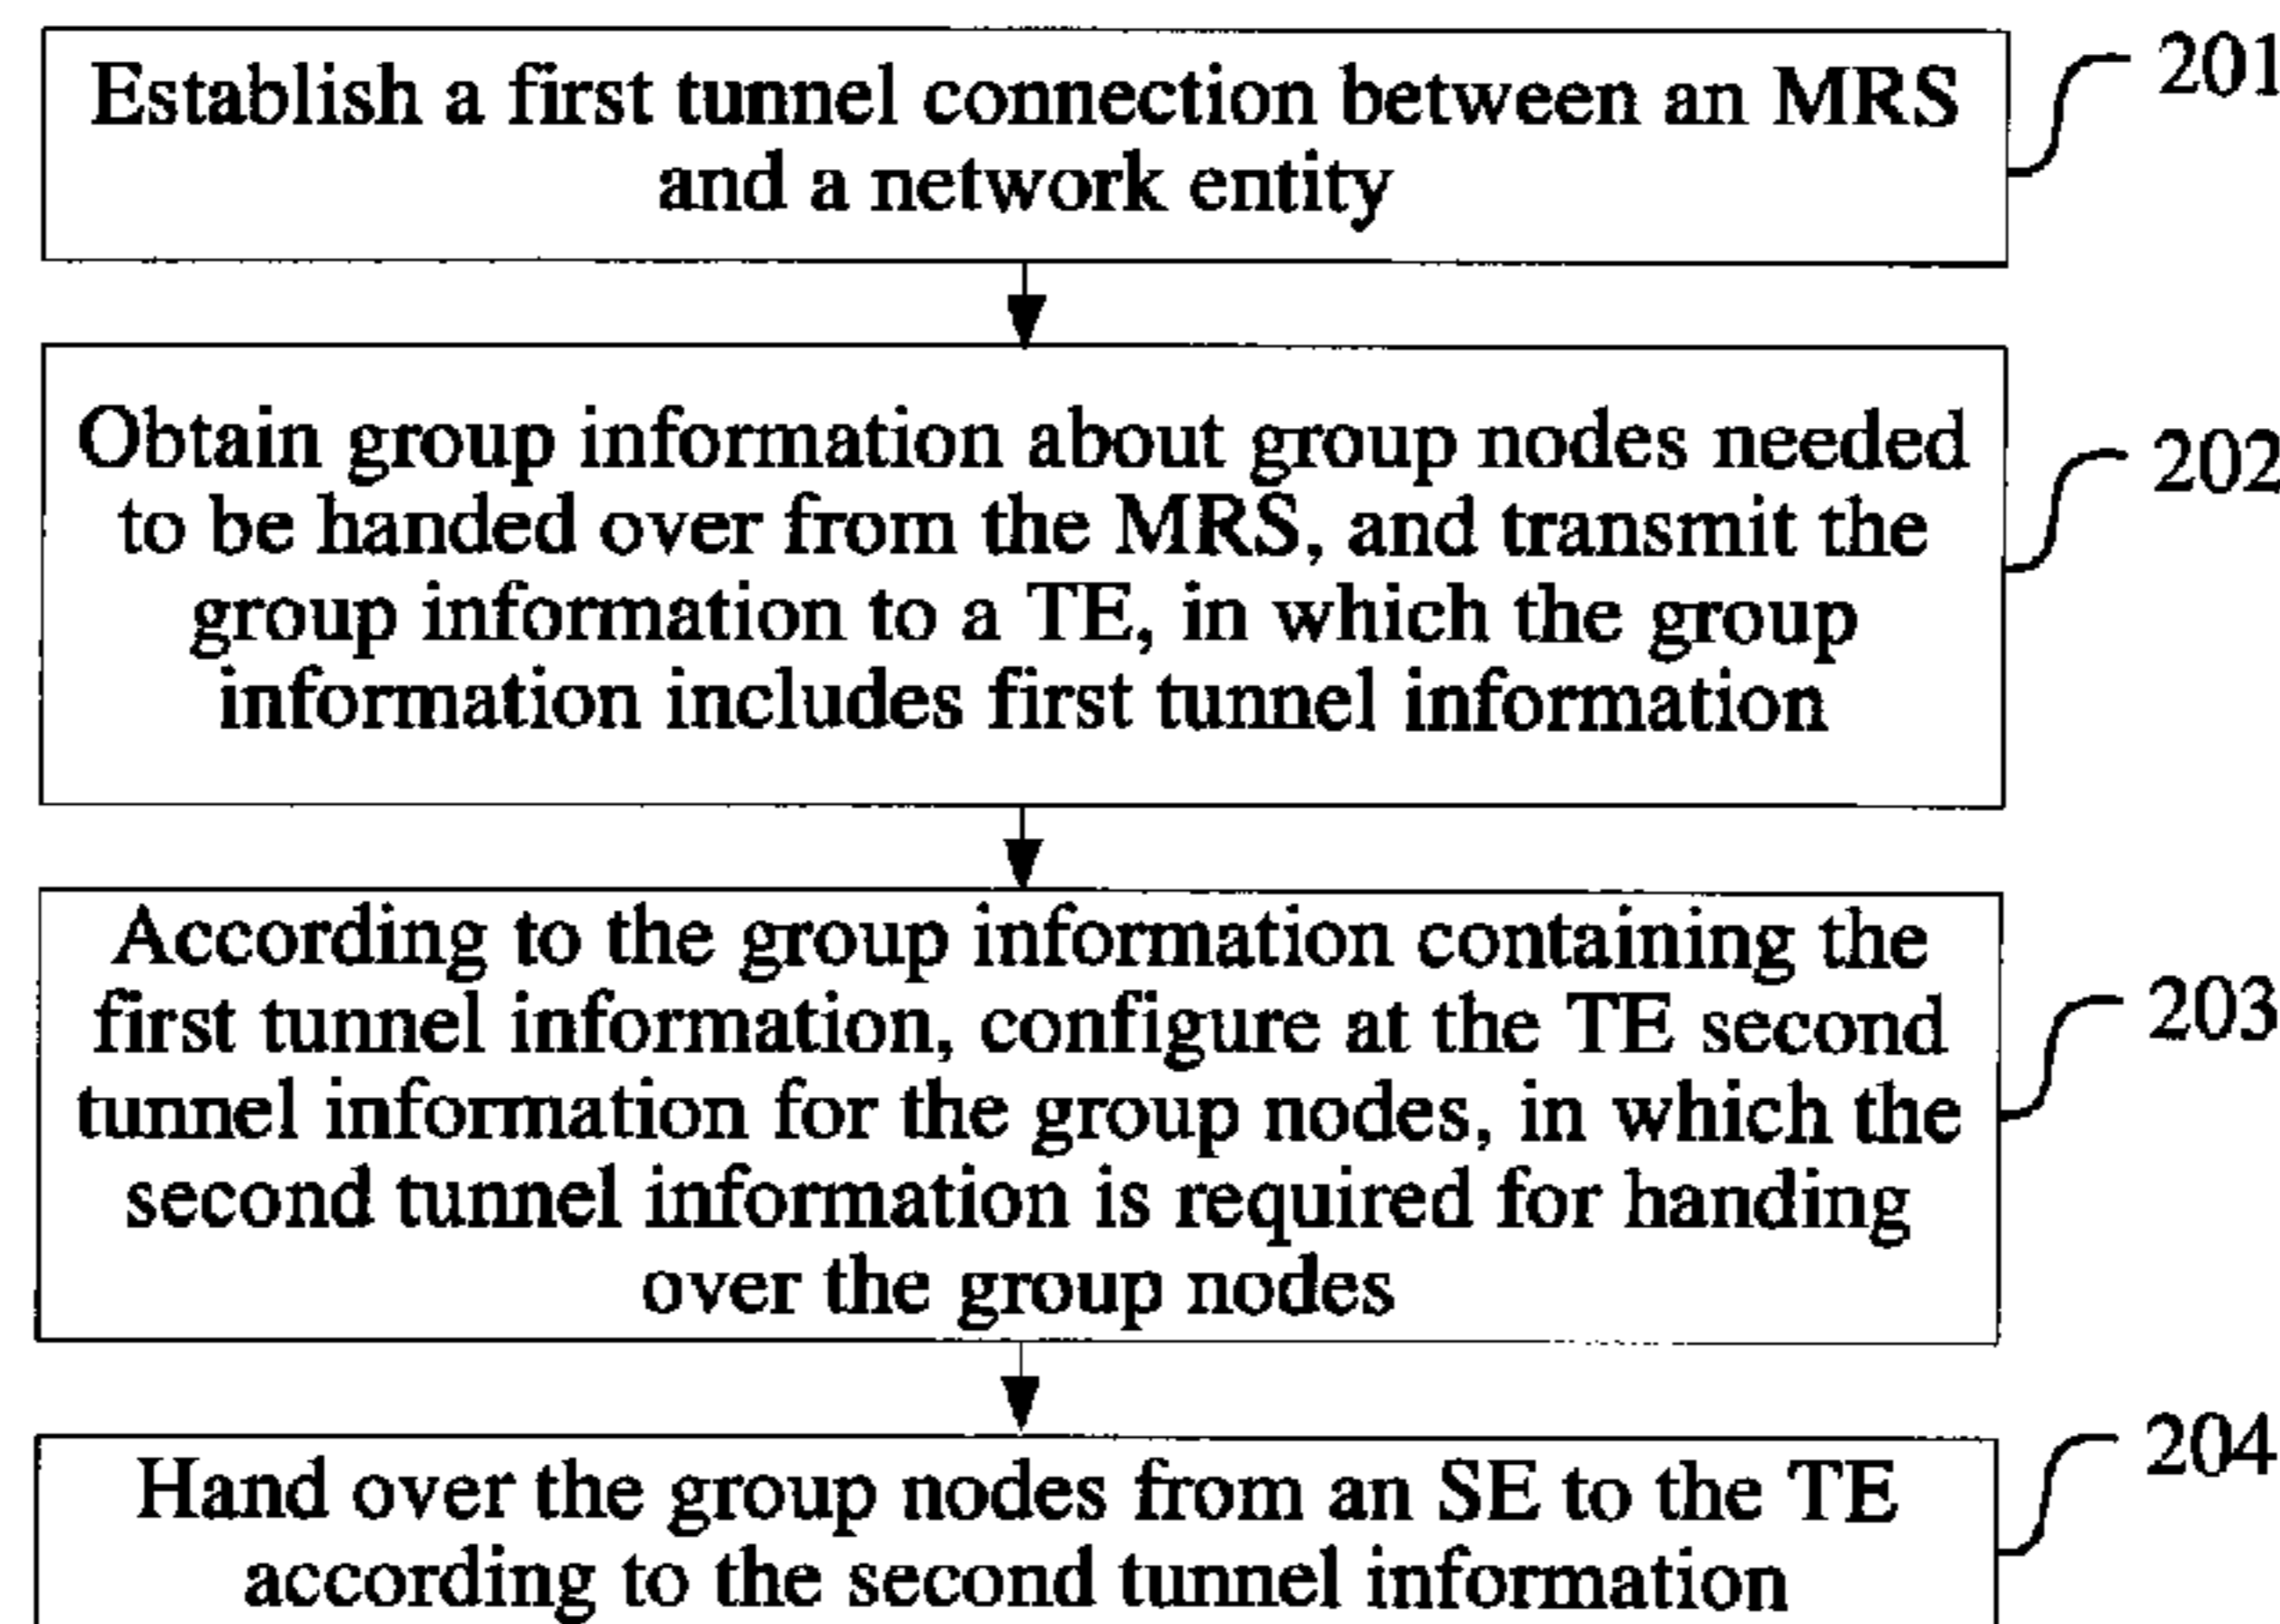 Establish a first tunnel connection between an MRS
and a network entity
201
Obtain group information about group nodes needed
to be handed over from the MRS, and transmit the
group information to a TE, in which the group
information includes first tunnel information
202
According to the group information containing the
first tunnel information, configure at the TE second
tunnel information for the group nodes, in which the
second tunnel information is required for handing
over the group nodes
203
Hand over the group nodes from an SE to the TE
according to the second tunnel information
204